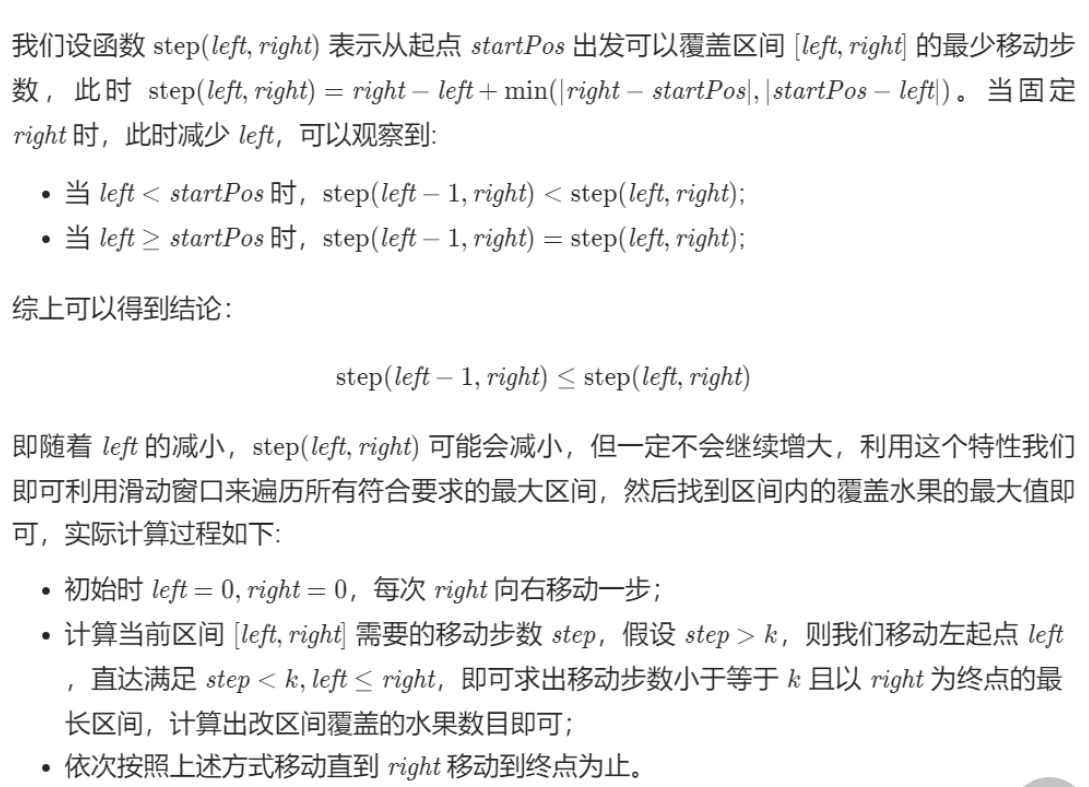 我们设函数 step(left, right) 表示从起点 startPos 出发可以覆盖区间 [left, right] 的最少移动步
数，此时 step(left, right) = right − left + min(|right − startPos|, |startPos − left|)。当固定
right 时，此时减少 left，可以观察到:
• 当 left < startPos 时，step(left − 1, right) < step(left, right);
• 当 left ≥ startPos 时，step(left − 1, right) = step(left, right);
综上可以得到结论：
step(left − 1, right) ≤ step(left, right)
即随着 left 的减小，step(left, right) 可能会减小，但一定不会继续增大，利用这个特性我们
即可利用滑动窗口来遍历所有符合要求的最大区间，然后找到区间内的覆盖水果的最大值即
可，实际计算过程如下:
• 初始时 left = 0, right = 0，每次 right 向右移动一步；
• 计算当前区间 [left, right] 需要的移动步数 step，假设 step > k，则我们移动左起点 left
，直达满足 step < k, left ≤ right，即可求出移动步数小于等于 k 且以 right 为终点的最
长区间，计算出改区间覆盖的水果数目即可；
• 依次按照上述方式移动直到 right 移动到终点为止。